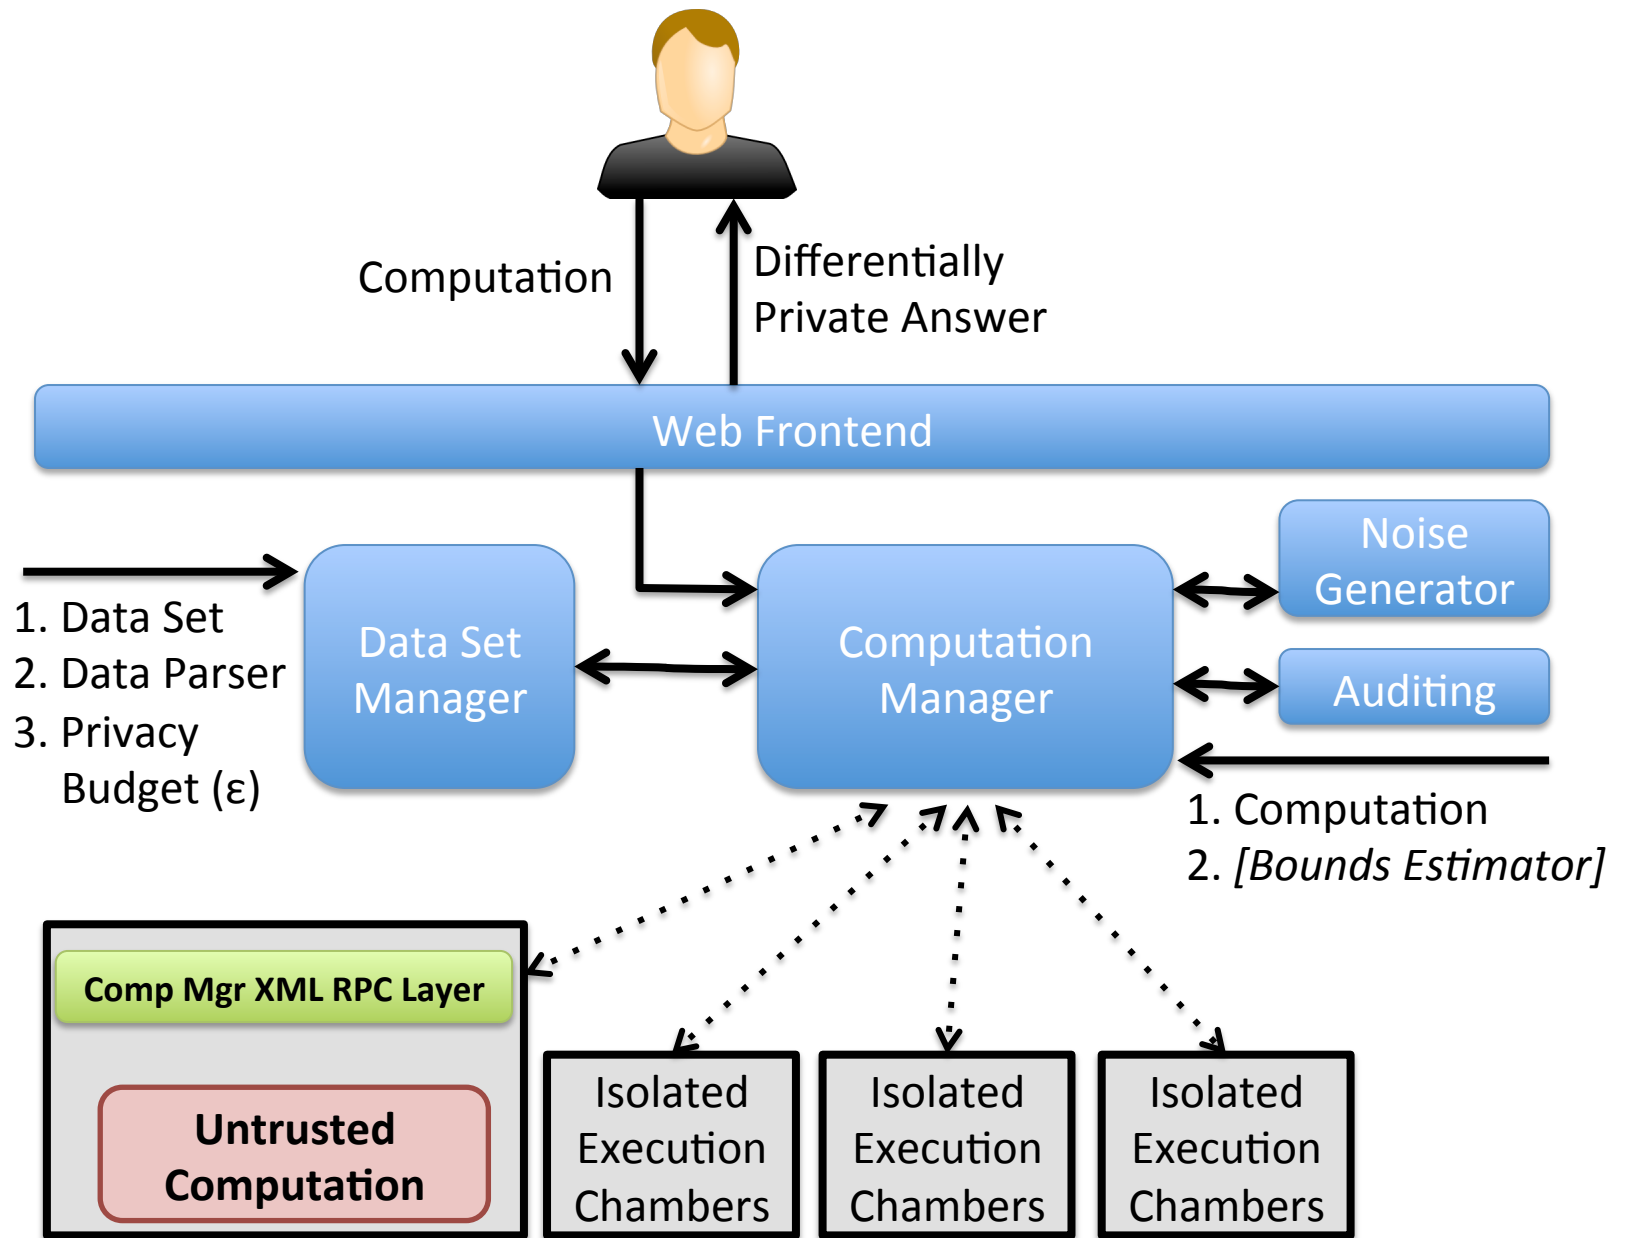 Computation
Differentially
Private Answer
Web Frontend
Noise
Generator
1. Data Set
2. Data Parser
3. Privacy
Budget (ε)
Data Set
Manager
Computation
Manager
Auditing
1. Computation
2. [Bounds Estimator]
Comp Mgr XML RPC Layer
Untrusted
Computation
Isolated
Execution
Chambers
Isolated
Execution
Chambers
Isolated
Execution
Chambers